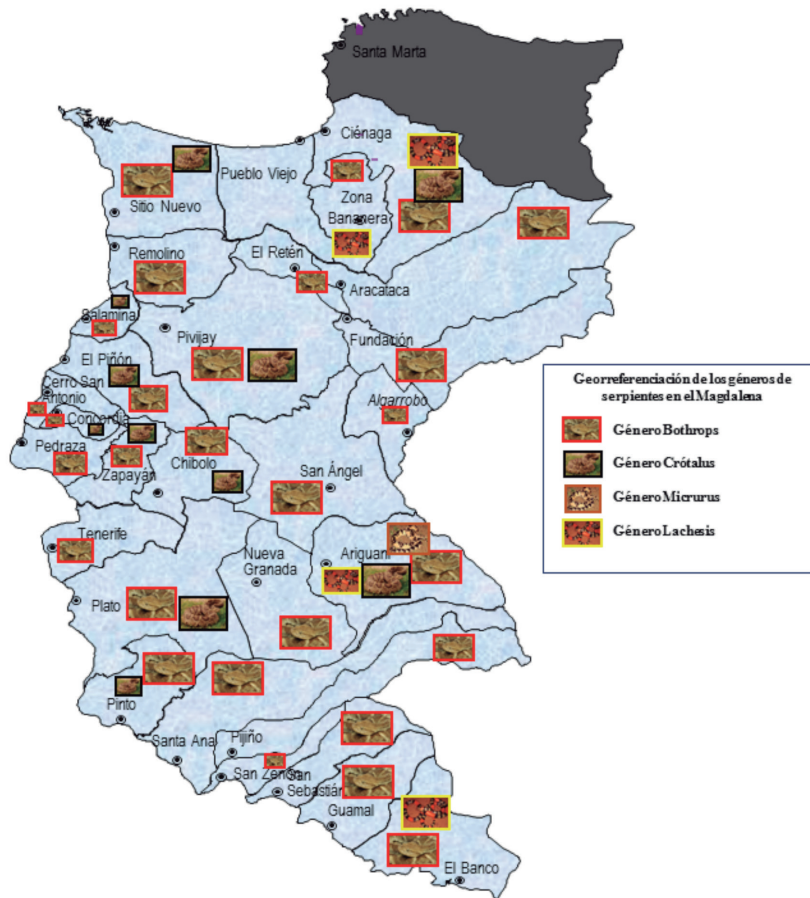 Santa Marta
Ciénaga
Pueblo Viejo
Zona
Bananera
Sitio Nuevo
Remolino
El Retén
Aracataca
Salamina
Pivijay
Fundación
El Piñón
Cerro San
Antonio
Algarrobo
Concordia
Pedraza
Zapayán
Chibolo
San Ángel
Tenerife
Nueva
Granada
Ariguaní
Plato
Pinto
Santa Ana
Pijiño
San Zenón
San
Sebastián
Guamal
El Banco
Georreferenciación de los géneros de
serpientes en el Magdalena
Género Bothrops
Género Crótalus
Género Micrurus
Género Lachesis